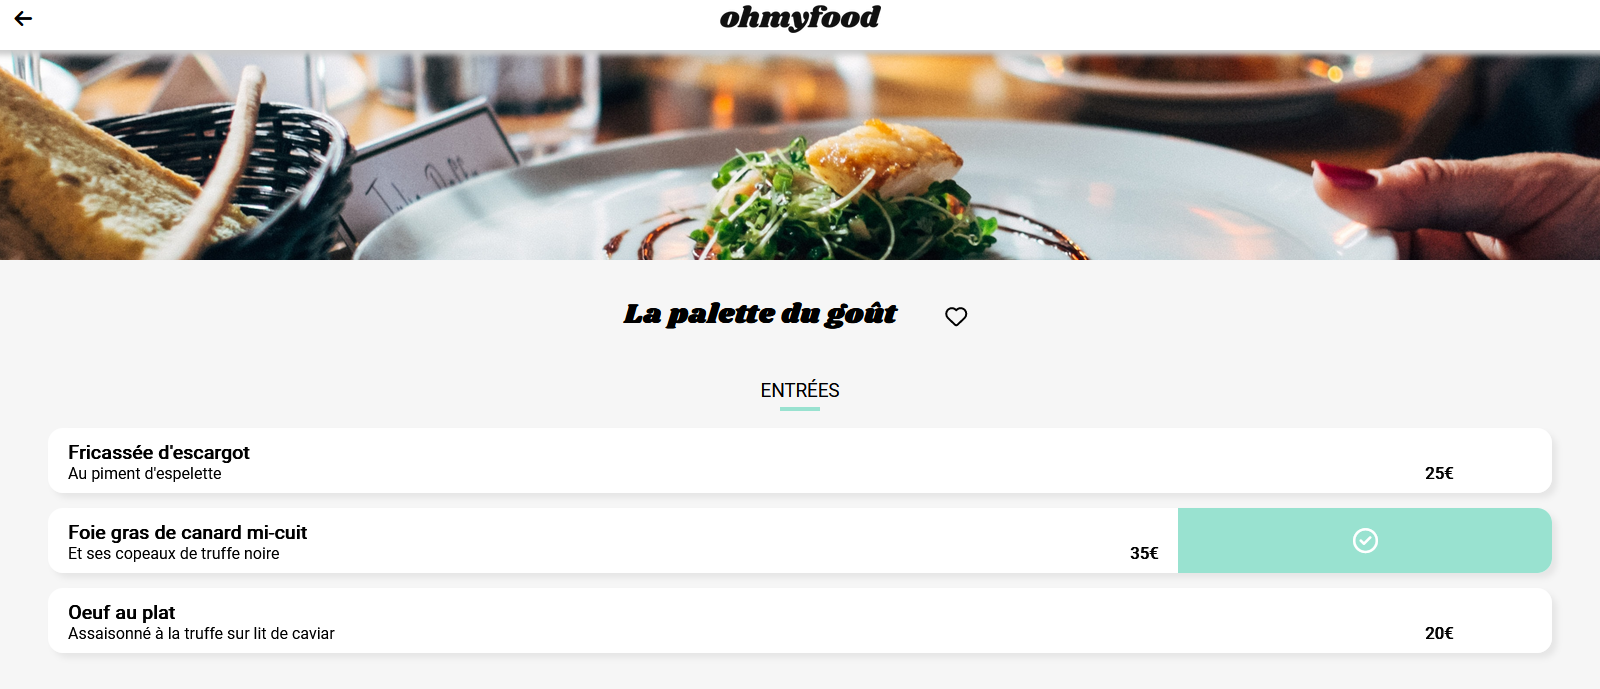 ohmyfood
La palette du goût
ENTRÉES
Fricassée d'escargot
Au piment d'espelette
25€
Foie gras de canard mi-cuit
Et ses copeaux de truffe noire
35€
Oeuf au plat
Assaisonné à la truffe sur lit de caviar
20€